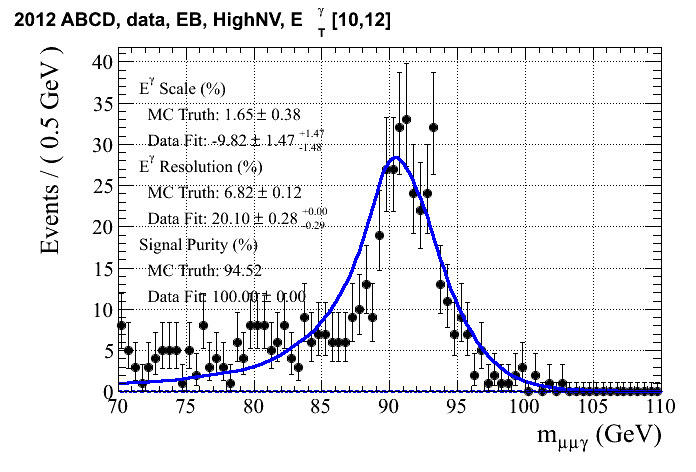 2012 ABCD, data, EB, HighNV, E γ T [10,12]
Events / ( 0.5 GeV )
40
35
30
25
20
15
10
5
0
E^γ Scale (%)
MC Truth: 1.65 ± 0.38
Data Fit: -9.82 ± 1.47 +1.47 -1.48
E^γ Resolution (%)
MC Truth: 6.82 ± 0.12
Data Fit: 20.10 ± 0.28 +0.00 -0.29
Signal Purity (%)
MC Truth: 94.52
Data Fit: 100.00 ± 0.00
70 75 80 85 90 95 100 105 110
m_μμγ (GeV)